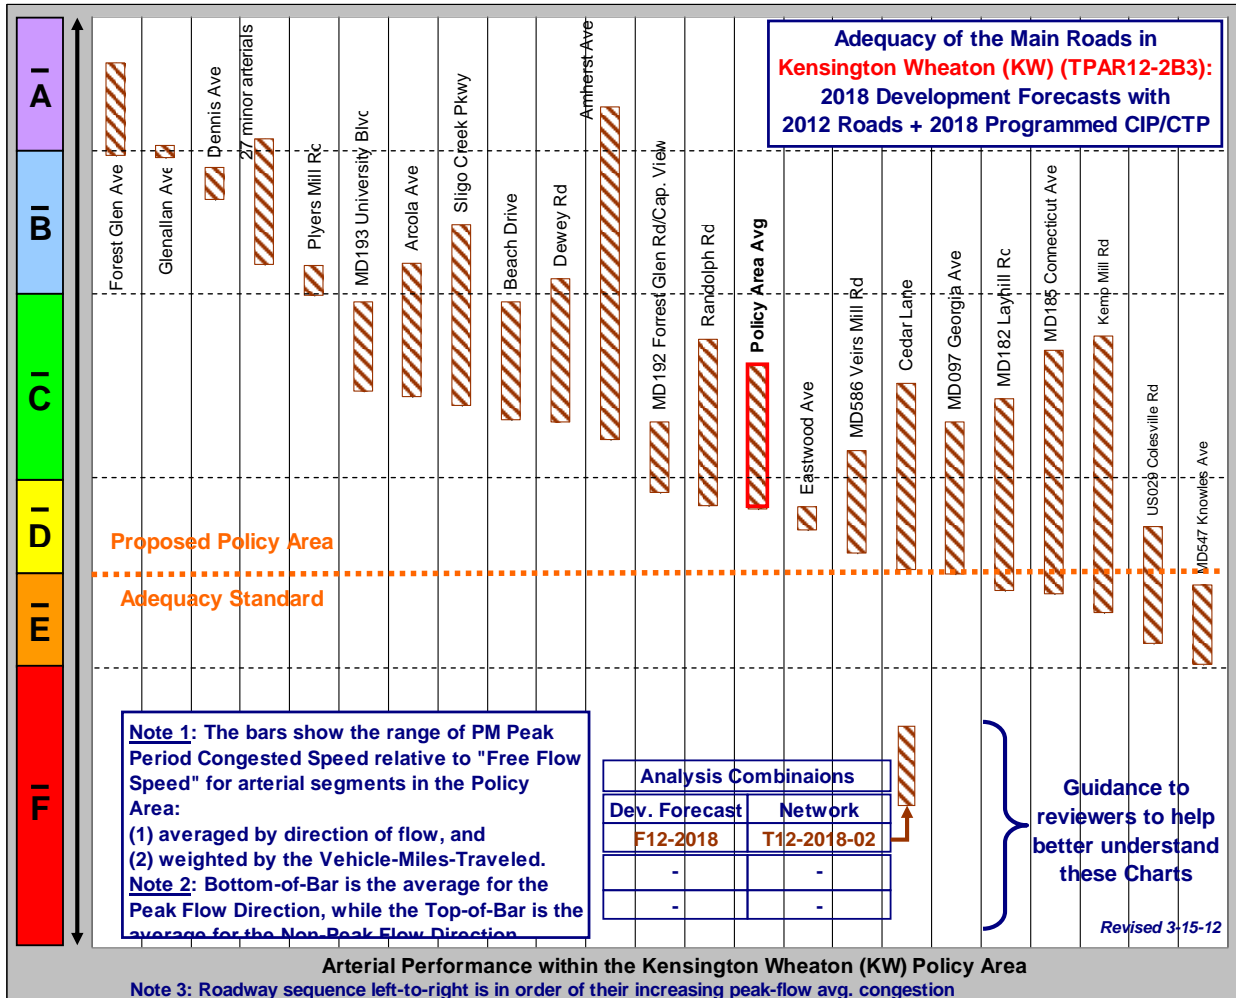 A
B
C
D
E
F
Adequacy of the Main Roads in
Kensington Wheaton (KW) (TPAR12-2B3):
2018 Development Forecasts with
2012 Roads + 2018 Programmed CIP/CTP
Forest Glen Ave
Glenallan Ave
Dennis Ave
27 minor arterials
Plyers Mill Rd
MD193 University Blvd
Arcola Ave
Sligo Creek Pkwy
Beach Drive
Dewey Rd
Amherst Ave
MD192 Forrest Glen Rd/Cap. View
Randolph Rd
Policy Area Avg
Eastwood Ave
MD586 Veirs Mill Rd
Cedar Lane
MD097 Georgia Ave
MD182 Layhill Rd
MD185 Connecticut Ave
Kemp Mill Rd
US029 Colesville Rd
MD547 Knowles Ave
Proposed Policy Area
Adequacy Standard
Note 1: The bars show the range of PM Peak
Period Congested Speed relative to "Free Flow
Speed" for arterial segments in the Policy
Area:
(1) averaged by direction of flow, and
(2) weighted by the Vehicle-Miles-Traveled.
Note 2: Bottom-of-Bar is the average for the
Peak Flow Direction, while the Top-of-Bar is the
average for the Non-Peak Flow Direction
Analysis Combinaions
Dev. Forecast Network
F12-2018 T12-2018-02
- -
- -
Guidance to
reviewers to help
better understand
these Charts
Revised 3-15-12
Arterial Performance within the Kensington Wheaton (KW) Policy Area
Note 3: Roadway sequence left-to-right is in order of their increasing peak-flow avg. congestion